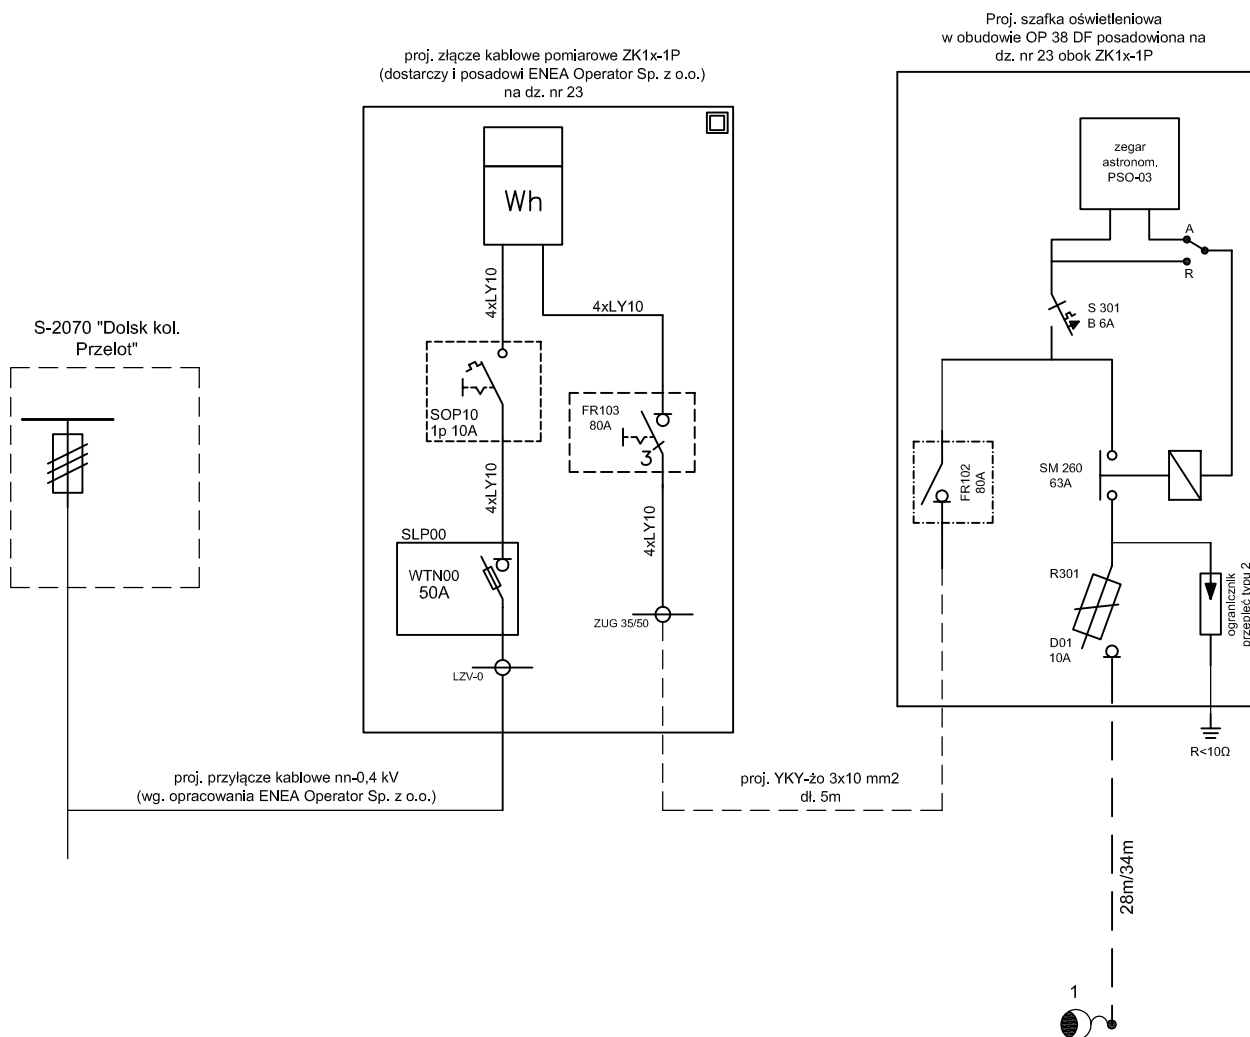 Proj. szafka oświetleniowa
w obudowie OP 38 DF posadowiona na
dz. nr 23 obok ZK1x-1P
proj. złącze kablowe pomiarowe ZK1x-1P
(dostarczy i posadowi ENEA Operator Sp. z o.o.)
na dz. nr 23
zegar
astronom.
PSO-03
Wh
A
R
4xLY10
4xLY10
S 301
B 6A
S-2070 "Dolsk kol.
Przelot"
SOP10
1p 10A
FR103
80A
3
FR102
80A
SM 260
63A
4xLY10
4xLY10
SLP00
WTN00
50A
R301
D01
10A
ogranicznik
przepięć typu 2
ZUG 35/50
LZV-0
R<10Ω
proj. przyłącze kablowe nn-0,4 kV
(wg. opracowania ENEA Operator Sp. z o.o.)
proj. YKY-żo 3x10 mm2
dł. 5m
28m/34m
1